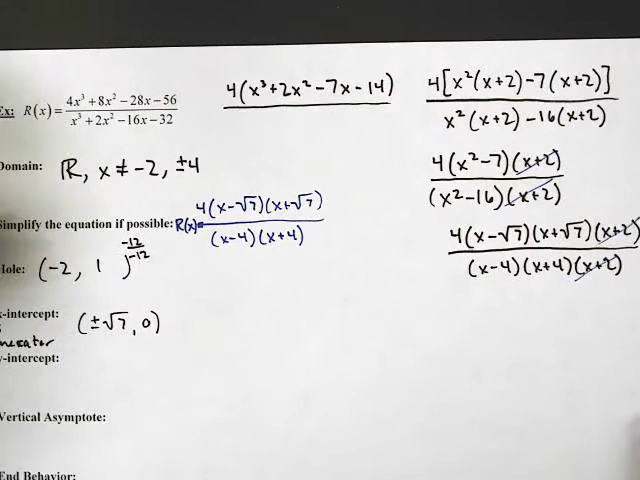 Ex: R(x) = (4x³ + 8x² − 28x − 56)/(x³ + 2x² − 16x − 32)
4(x³+2x²−7x−14)
4[x²(x+2)−7(x+2)]
x²(x+2)−16(x+2)
Domain: ℝ, x ≠ −2, ±4
4(x²−7)(x+2)
(x²−16)(x+2)
Simplify the equation if possible: R(x)= 4(x−√7)(x+√7)
(x−4)(x+4)
4(x−√7)(x+√7)(x+2)
(x−4)(x+4)(x+2)
Hole: (−2, 1 ) −12/−12
x-intercept: (±√7, 0)
y-intercept:
Vertical Asymptote:
End Behavior: